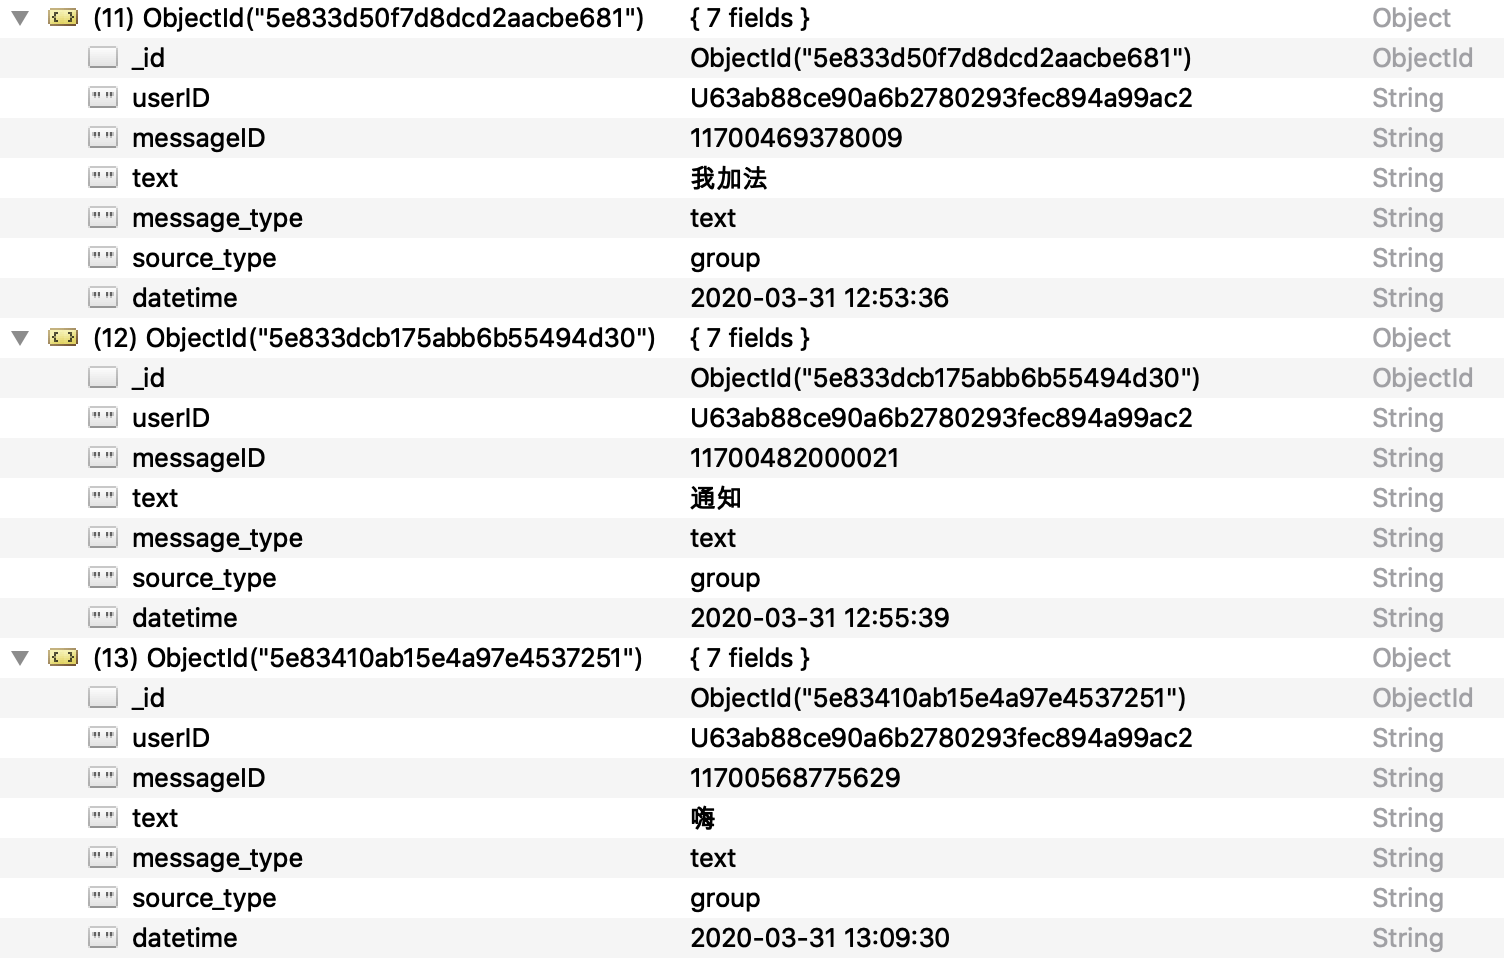 (11) ObjectId("5e833d50f7d8dcd2aacbe681") { 7 fields } Object
_id ObjectId("5e833d50f7d8dcd2aacbe681") ObjectId
userID U63ab88ce90a6b2780293fec894a99ac2 String
messageID 11700469378009 String
text 我加法 String
message_type text String
source_type group String
datetime 2020-03-31 12:53:36 String
(12) ObjectId("5e833dcb175abb6b55494d30") { 7 fields } Object
_id ObjectId("5e833dcb175abb6b55494d30") ObjectId
userID U63ab88ce90a6b2780293fec894a99ac2 String
messageID 11700482000021 String
text 通知 String
message_type text String
source_type group String
datetime 2020-03-31 12:55:39 String
(13) ObjectId("5e83410ab15e4a97e4537251") { 7 fields } Object
_id ObjectId("5e83410ab15e4a97e4537251") ObjectId
userID U63ab88ce90a6b2780293fec894a99ac2 String
messageID 11700568775629 String
text 嗨 String
message_type text String
source_type group String
datetime 2020-03-31 13:09:30 String